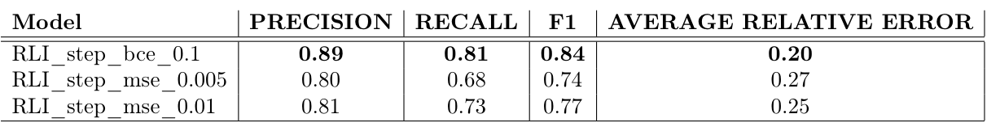 Model PRECISION RECALL F1 AVERAGE RELATIVE ERROR
RLI_step_bce_0.1 0.89 0.81 0.84 0.20
RLI_step_mse_0.005 0.80 0.68 0.74 0.27
RLI_step_mse_0.01 0.81 0.73 0.77 0.25